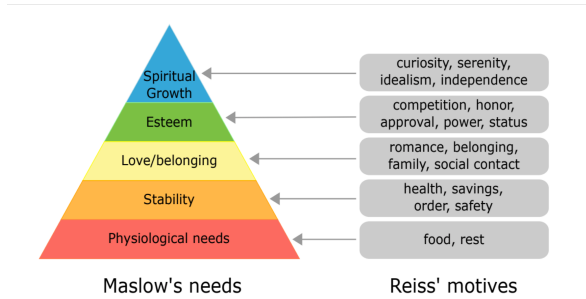 Spiritual
Growth
curiosity, serenity,
idealism, independence
Esteem
competition, honor,
approval, power, status
Love/belonging
romance, belonging,
family, social contact
Stability
health, savings,
order, safety
Physiological needs
food, rest
Maslow's needs
Reiss' motives